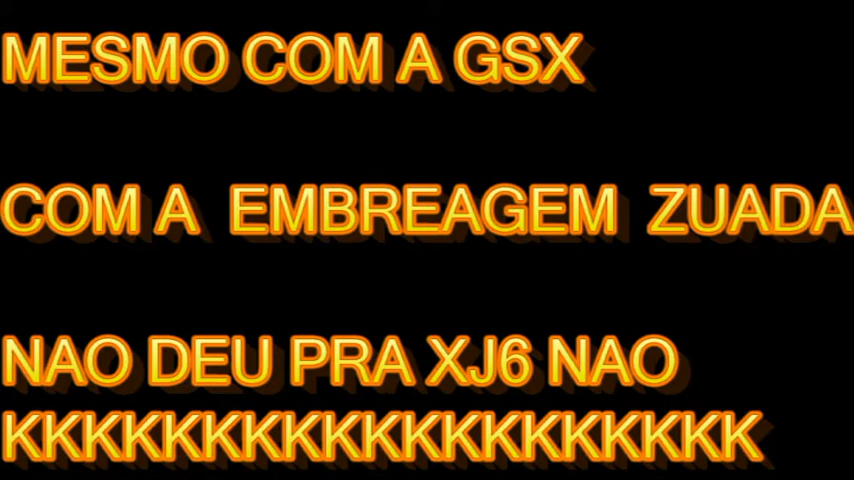 MESMO COM A GSX
COM A EMBREAGEM ZUADA
NAO DEU PRA XJ6 NAO
KKKKKKKKKKKKKKKKKKK